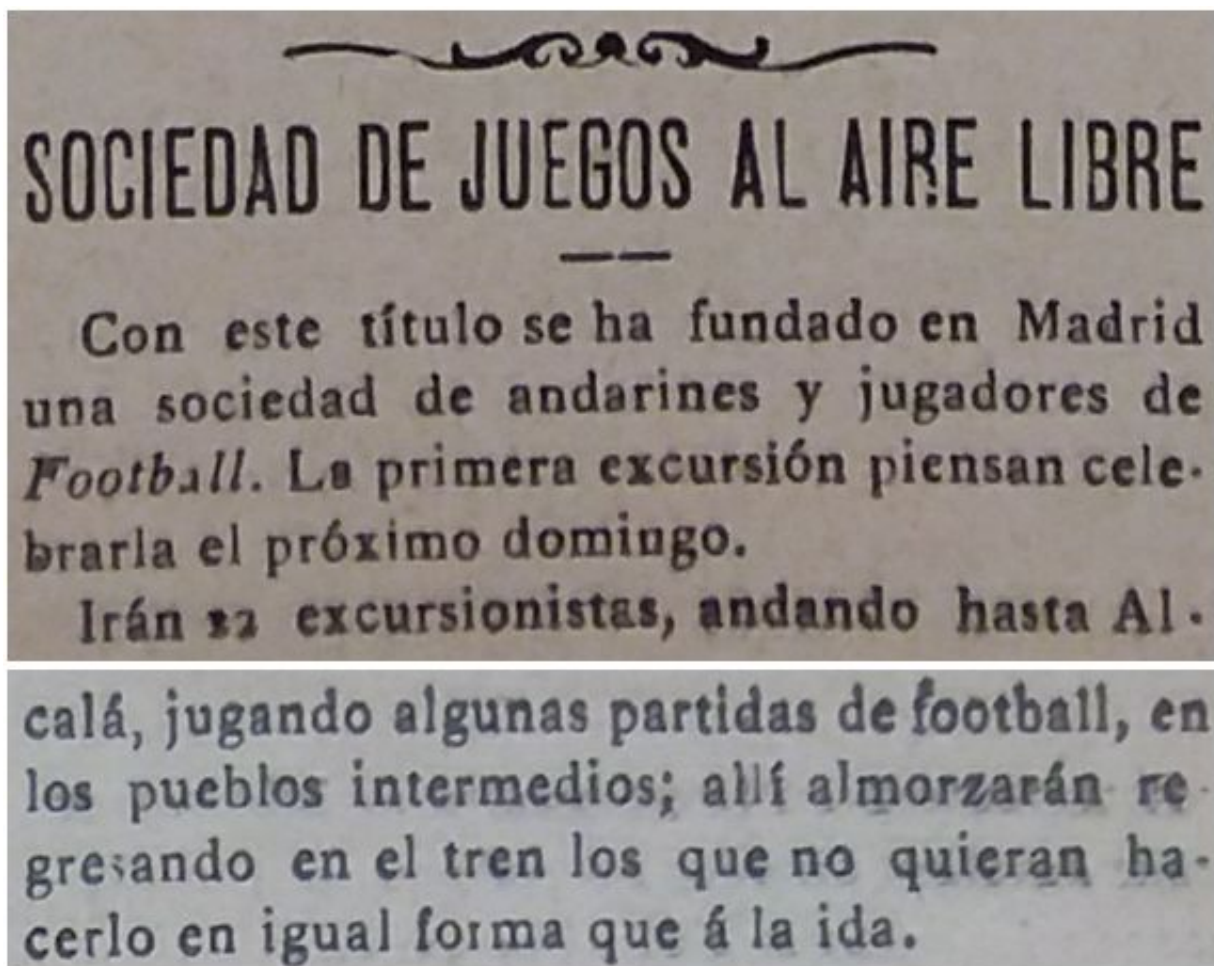 SOCIEDAD DE JUEGOS AL AIRE LIBRE
Con este título se ha fundado en Madrid
una sociedad de andarines y jugadores de
Football. La primera excursión piensan cele-
brarla el próximo domingo.
Irán 22 excursionistas, andando hasta Al-
calá, jugando algunas partidas de football, en
los pueblos intermedios; allí almorzarán re-
gresando en el tren los que no quieran ha-
cerlo en igual forma que á la ida.